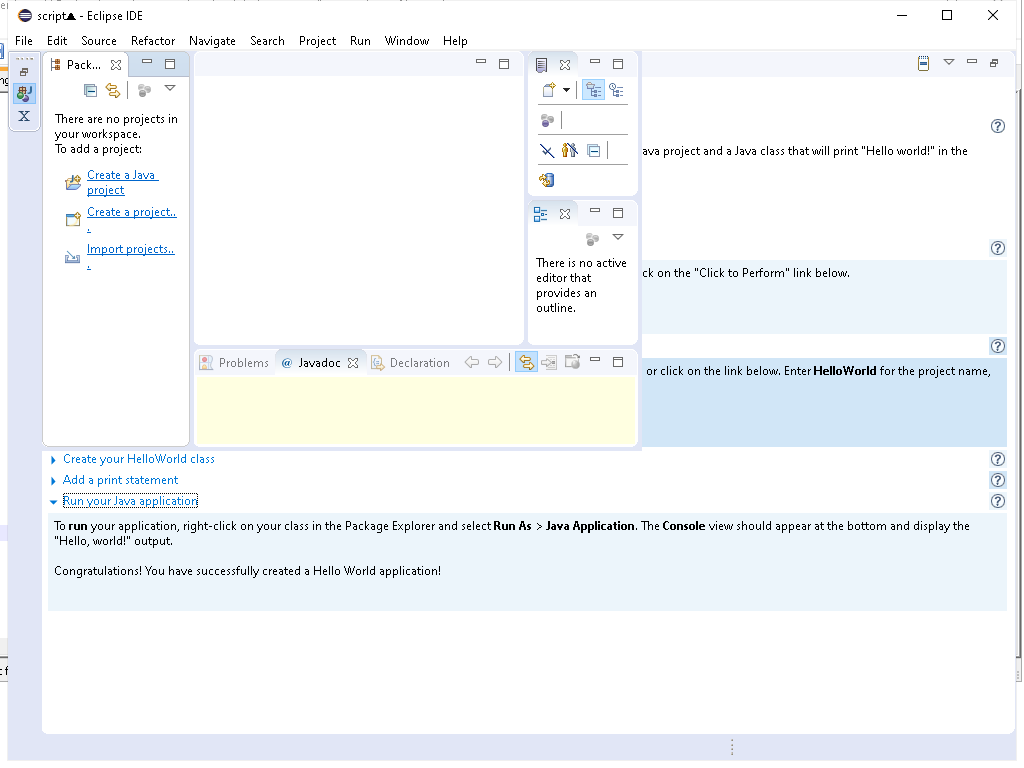 script▲ - Eclipse IDE
File Edit Source Refactor Navigate Search Project Run Window Help
Pack...
There are no projects in
your workspace.
To add a project:
Create a Java
project
Create a project..
.
Import projects..
.
There is no active
editor that
provides an
outline.
Problems @ Javadoc Declaration
ava project and a Java class that will print "Hello world!" in the
ck on the "Click to Perform" link below.
or click on the link below. Enter HelloWorld for the project name,
Create your HelloWorld class
Add a print statement
Run your Java application
To run your application, right-click on your class in the Package Explorer and select Run As > Java Application. The Console view should appear at the bottom and display the
"Hello, world!" output.
Congratulations! You have successfully created a Hello World application!